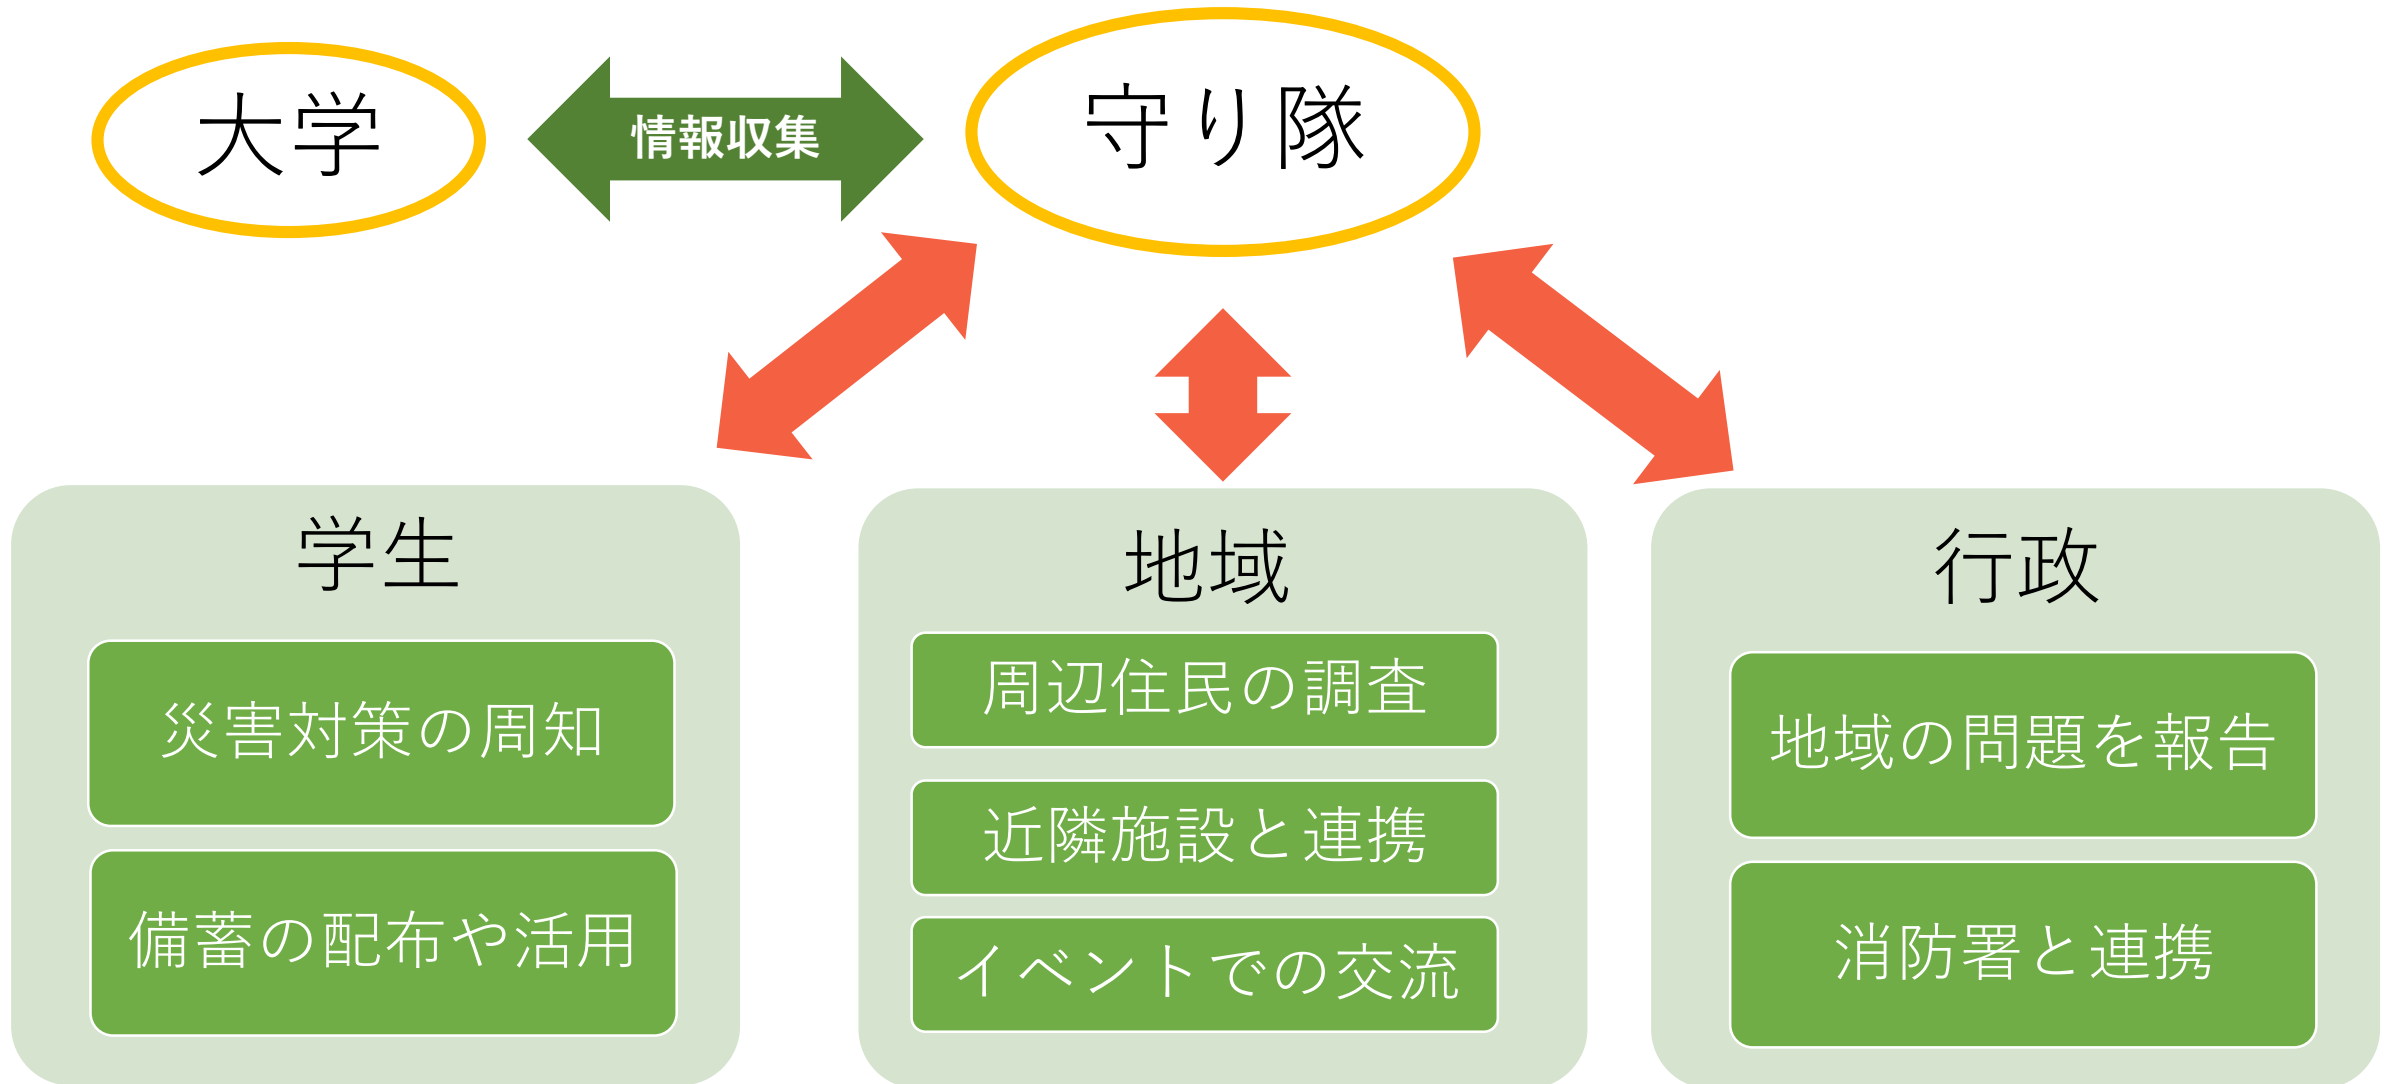 大学
情報収集
守り隊
学生
災害対策の周知
備蓄の配布や活用
地域
周辺住民の調査
近隣施設と連携
イベントでの交流
行政
地域の問題を報告
消防署と連携